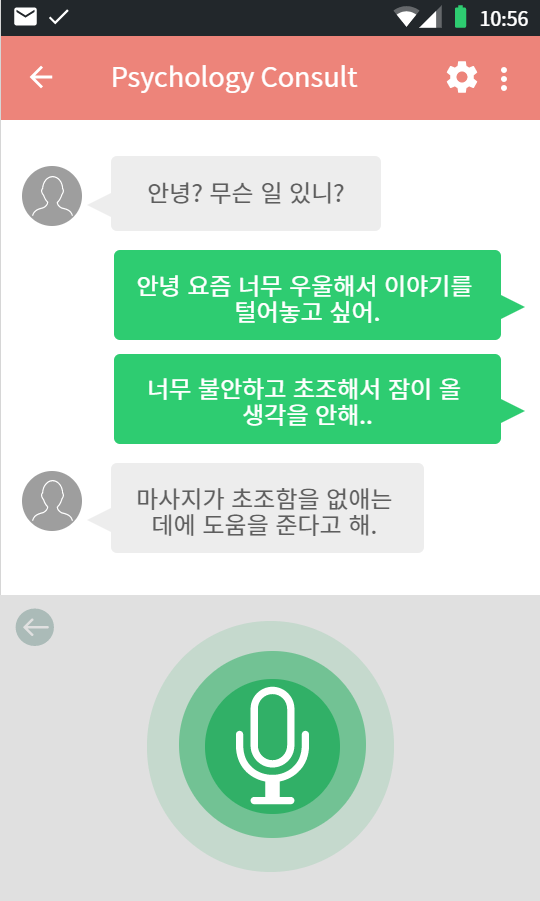 10:56
Psychology Consult
안녕? 무슨 일 있니?
안녕 요즘 너무 우울해서 이야기를
털어놓고 싶어.
너무 불안하고 초조해서 잠이 올
생각을 안해..
마사지가 초조함을 없애는
데에 도움을 준다고 해.